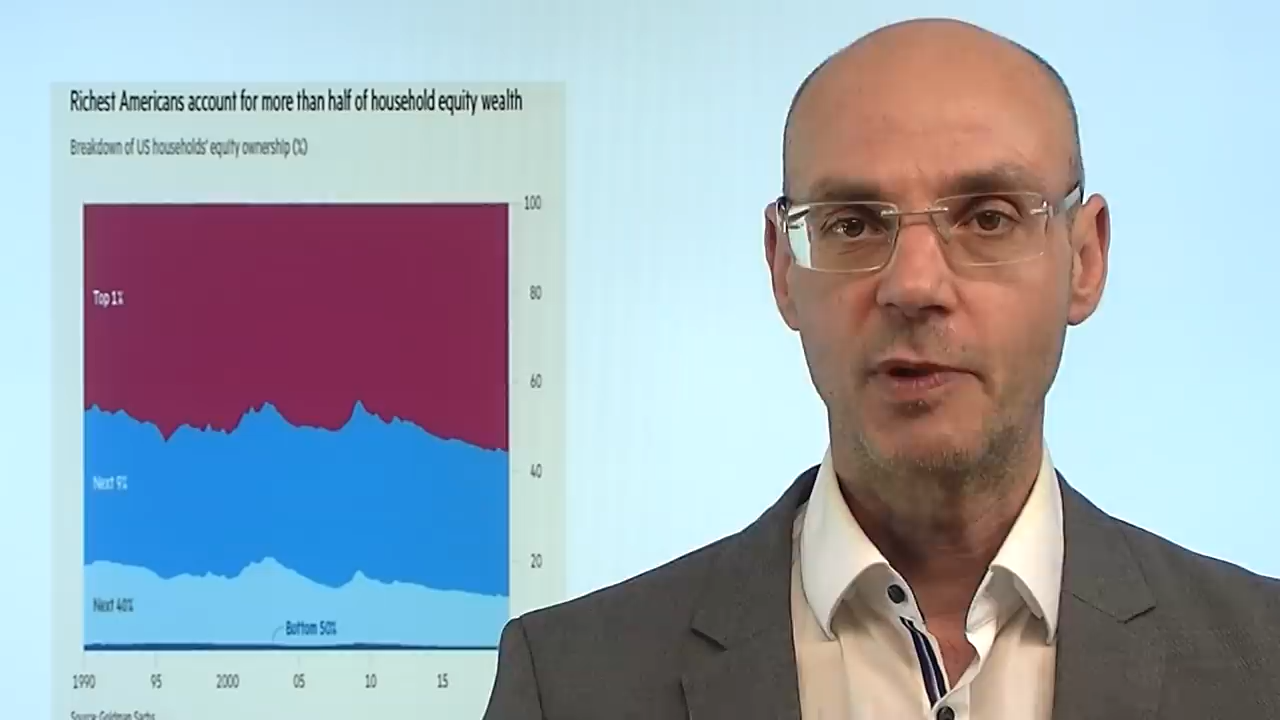 Richest Americans account for more than half of household equity wealth
Breakdown of US households' equity ownership (%)
100
Top 1%
80
60
40
Next 9%
20
Next 40%
Bottom 50%
1990 95 2000 05 10 15
Source: Goldman Sachs